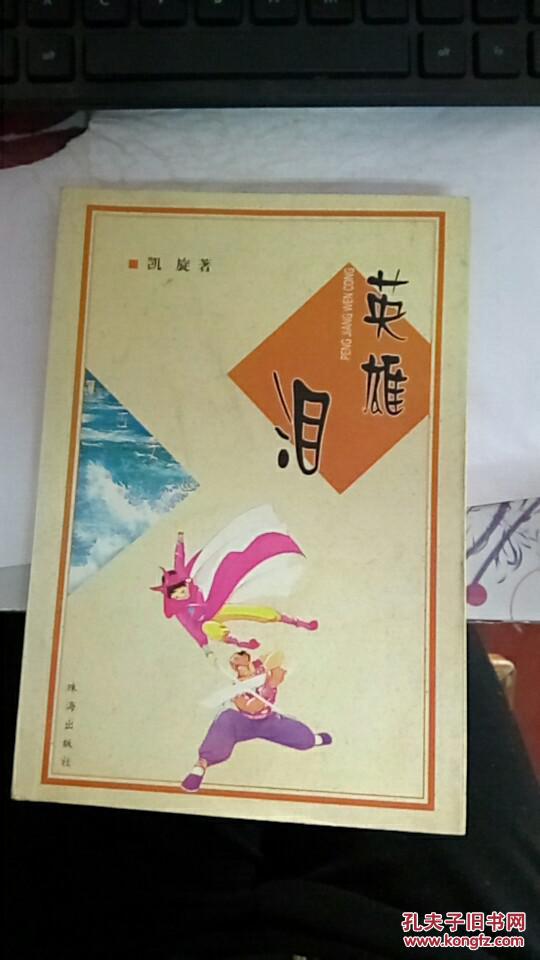 凯旋著
英雄
泪
PENG JIANG WEN CONG
珠海出版社
孔夫子旧书网
www.kongfz.com